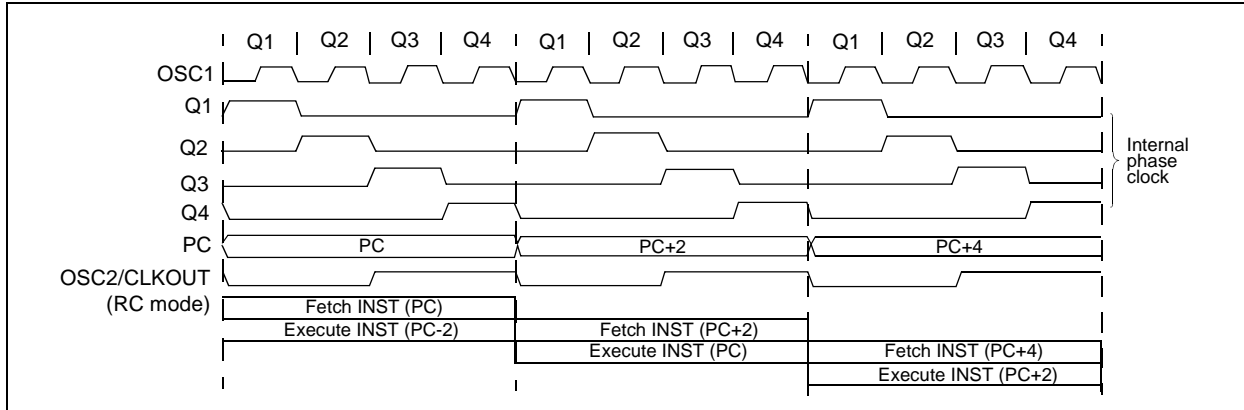 Q1 Q2 Q3 Q4 Q1 Q2 Q3 Q4 Q1 Q2 Q3 Q4
OSC1
Q1
Q2
Q3
Q4
Internal
phase
clock
PC PC PC+2 PC+4
OSC2/CLKOUT
(RC mode)
Fetch INST (PC)
Execute INST (PC-2) Fetch INST (PC+2)
Execute INST (PC) Fetch INST (PC+4)
Execute INST (PC+2)